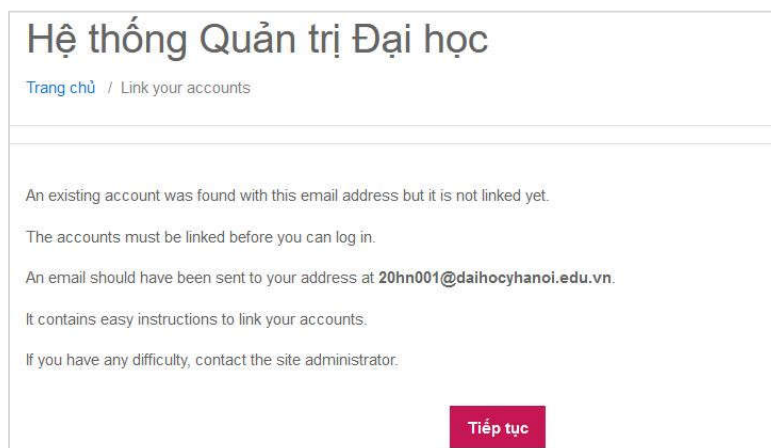 Hệ thống Quản trị Đại học
Trang chủ / Link your accounts
An existing account was found with this email address but it is not linked yet.
The accounts must be linked before you can log in.
An email should have been sent to your address at 20hn001@daihocyhanoi.edu.vn.
It contains easy instructions to link your accounts.
If you have any difficulty, contact the site administrator.
Tiếp tục